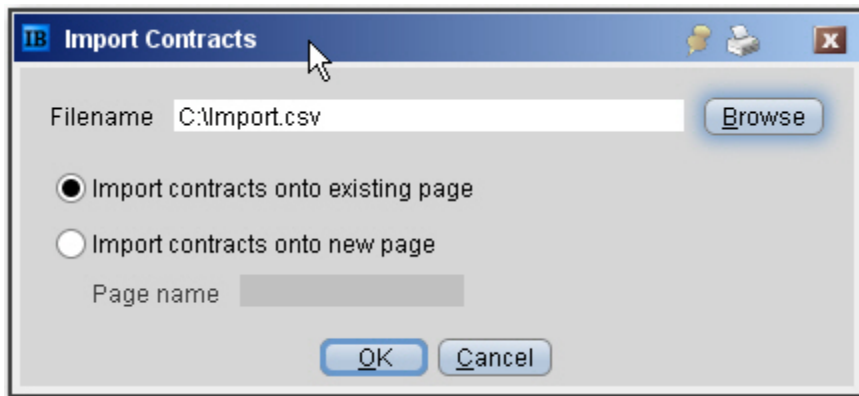 IB Import Contracts
Filename C:\Import.csv Browse
Import contracts onto existing page
Import contracts onto new page
Page name
OK Cancel